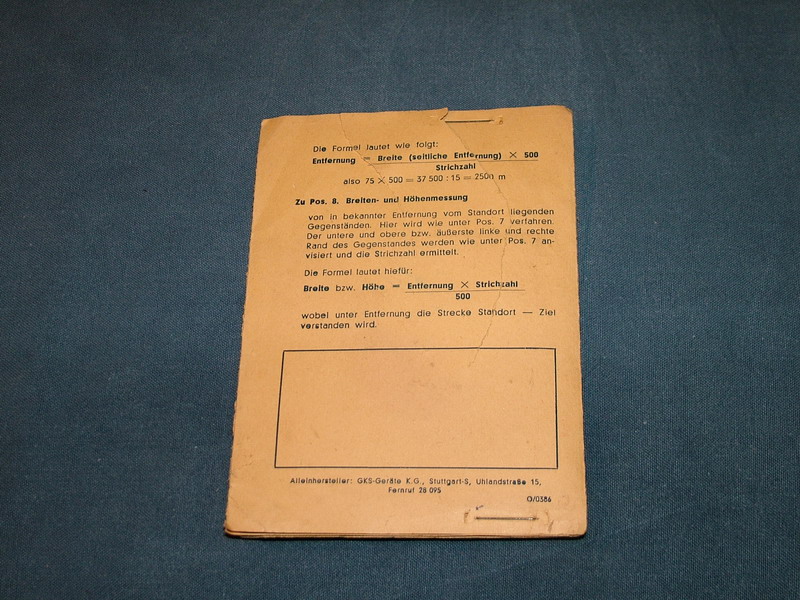 Die Formel lautet wie folgt:
Entfernung = Breite (seitliche Entfernung) × 500
Strichzahl
also 75 × 500 = 37 500 : 15 = 2500 m
Zu Pos. 8. Breiten- und Höhenmessung
von in bekannter Entfernung vom Standort liegenden
Gegenständen. Hier wird wie unter Pos. 7 verfahren.
Der untere und obere bzw. äußerste linke und rechte
Rand des Gegenstandes werden wie unter Pos. 7 an-
visiert und die Strichzahl ermittelt.
Die Formel lautet hiefür:
Breite bzw. Höhe = Entfernung × Strichzahl
500
wobei unter Entfernung die Strecke Standort — Ziel
verstanden wird.
Alleinhersteller: GKS-Geräte K.G., Stuttgart-S, Uhlandstraße 15,
Fernruf 28 095
O/0386